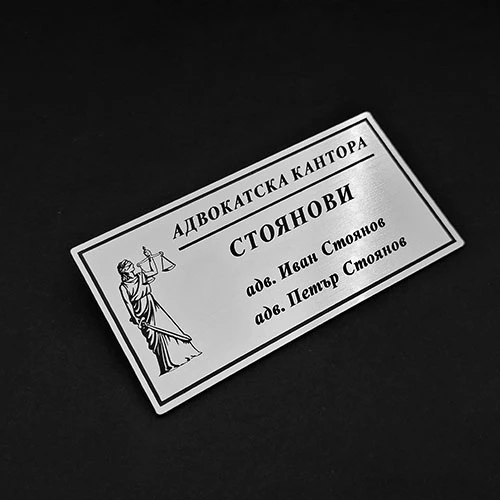 АДВОКАТСКА КАНТОРА
СТОЯНОВИ
адв. Иван Стоянов
адв. Петър Стоянов